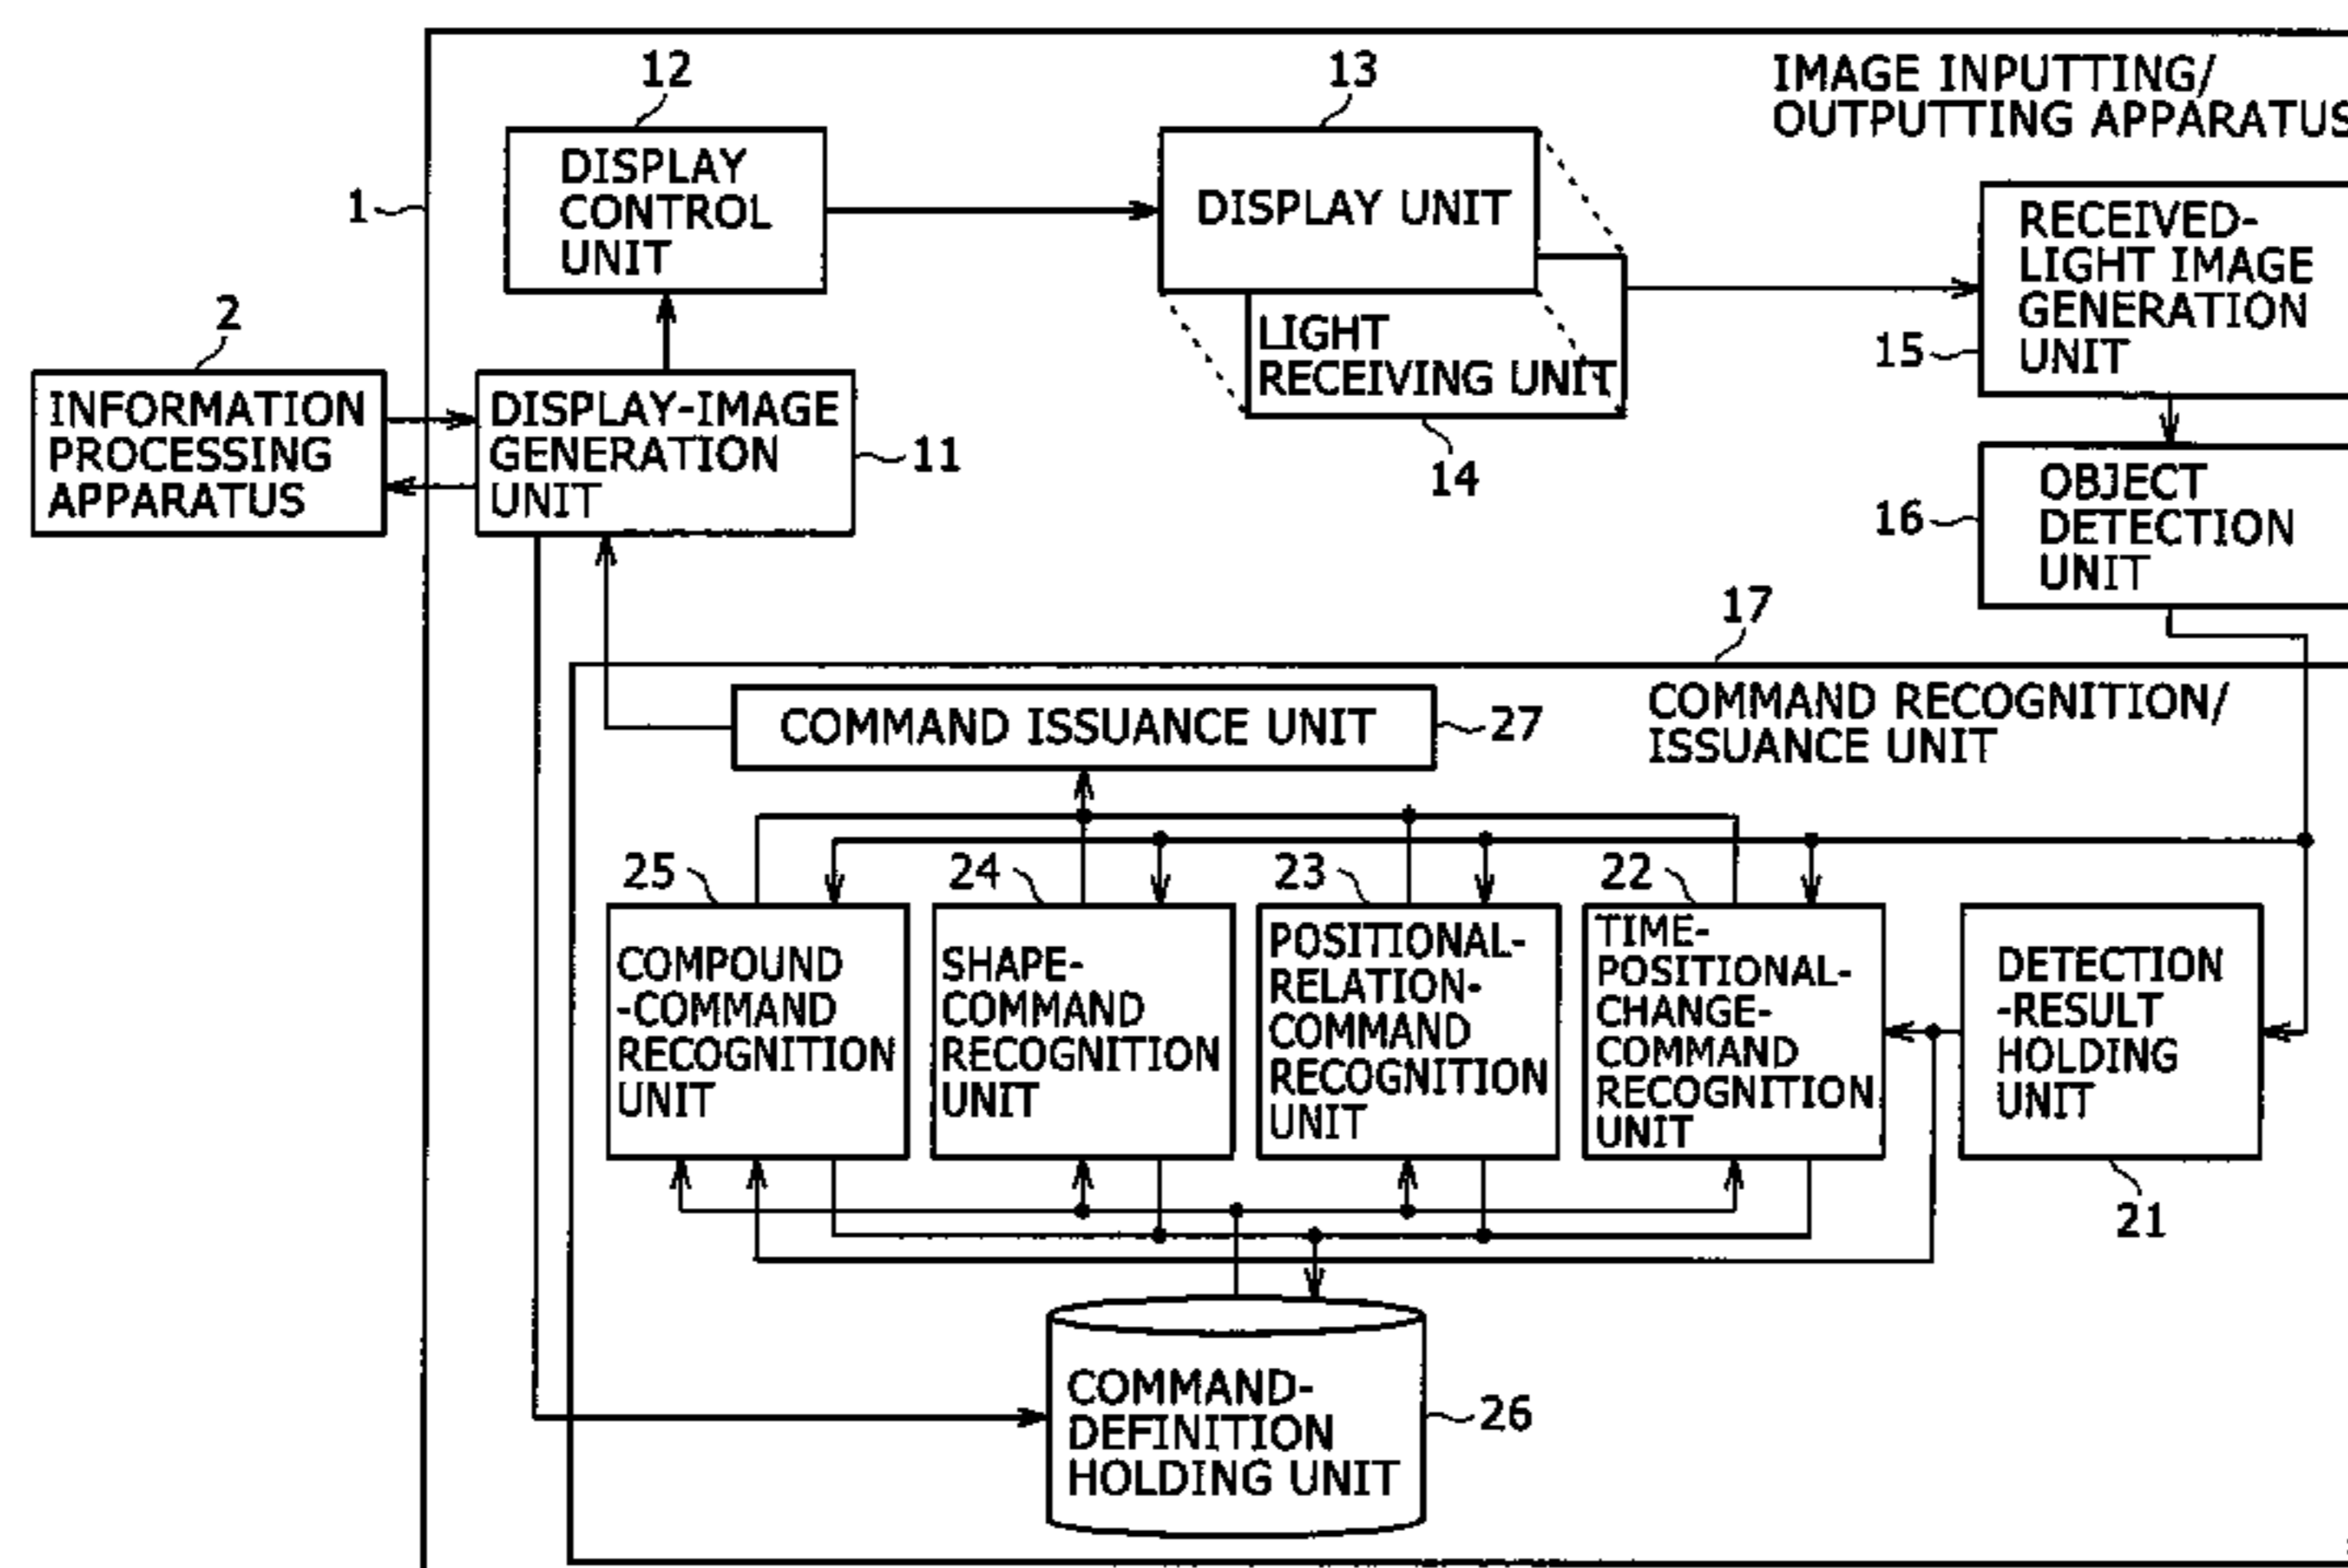 12
13
IMAGE INPUTTING/
OUTPUTTING APPARATUS
DISPLAY
CONTROL
UNIT
1
DISPLAY UNIT
RECEIVED-
LIGHT IMAGE
GENERATION
UNIT
15
2
LIGHT
RECEIVING UNIT
14
INFORMATION
PROCESSING
APPARATUS
DISPLAY-IMAGE
GENERATION
UNIT
11
OBJECT
DETECTION
UNIT
16
17
COMMAND ISSUANCE UNIT
27
COMMAND RECOGNITION/
ISSUANCE UNIT
25
24
23
22
COMPOUND
-COMMAND
RECOGNITION
UNIT
SHAPE-
COMMAND
RECOGNITION
UNIT
POSITIONAL-
RELATION-
COMMAND
RECOGNITION
UNIT
TIME-
POSITIONAL-
CHANGE-
COMMAND
RECOGNITION
UNIT
DETECTION
-RESULT
HOLDING
UNIT
21
COMMAND-
DEFINITION
HOLDING UNIT
26